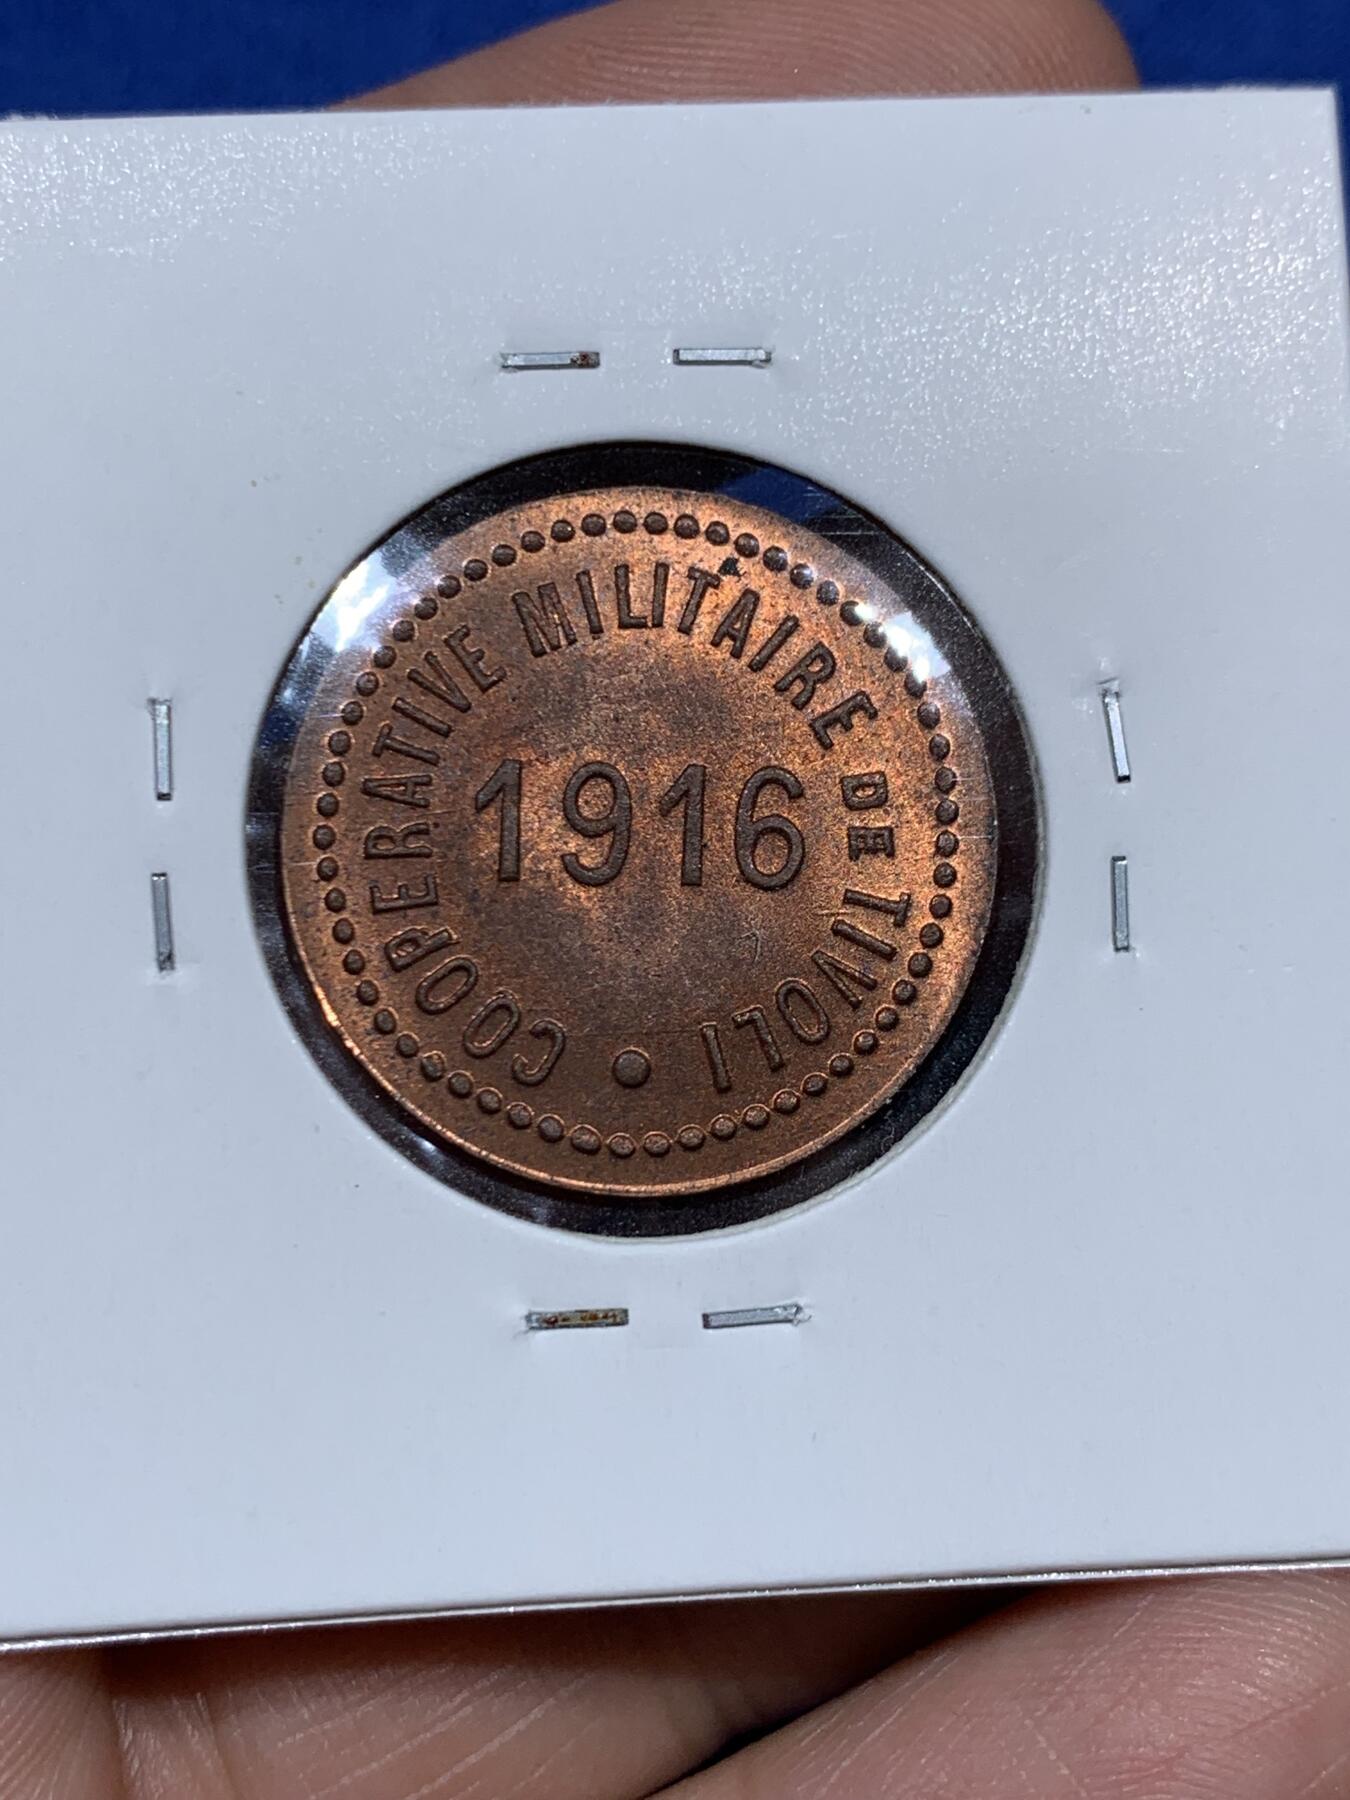 COOPERATIVE MILITAIRE DE TIVOLI
1916